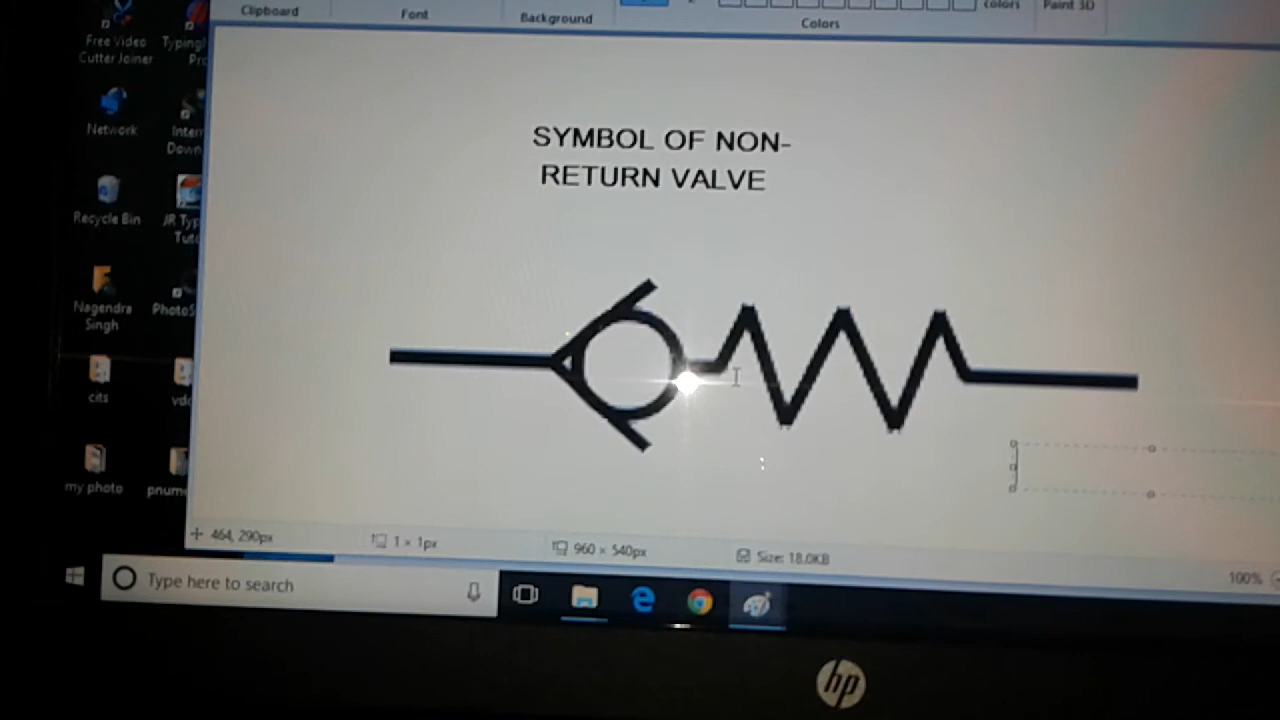 Clipboard
Font
Background
Colors
colors
Paint 3D
Free Video
Cutter Joiner
Network
Recycle Bin
Nagendra
Singh
cits
my photo
SYMBOL OF NON-
RETURN VALVE
464, 290px
1 × 1px
960 × 540px
Size: 18.0KB
100%
Type here to search
hp